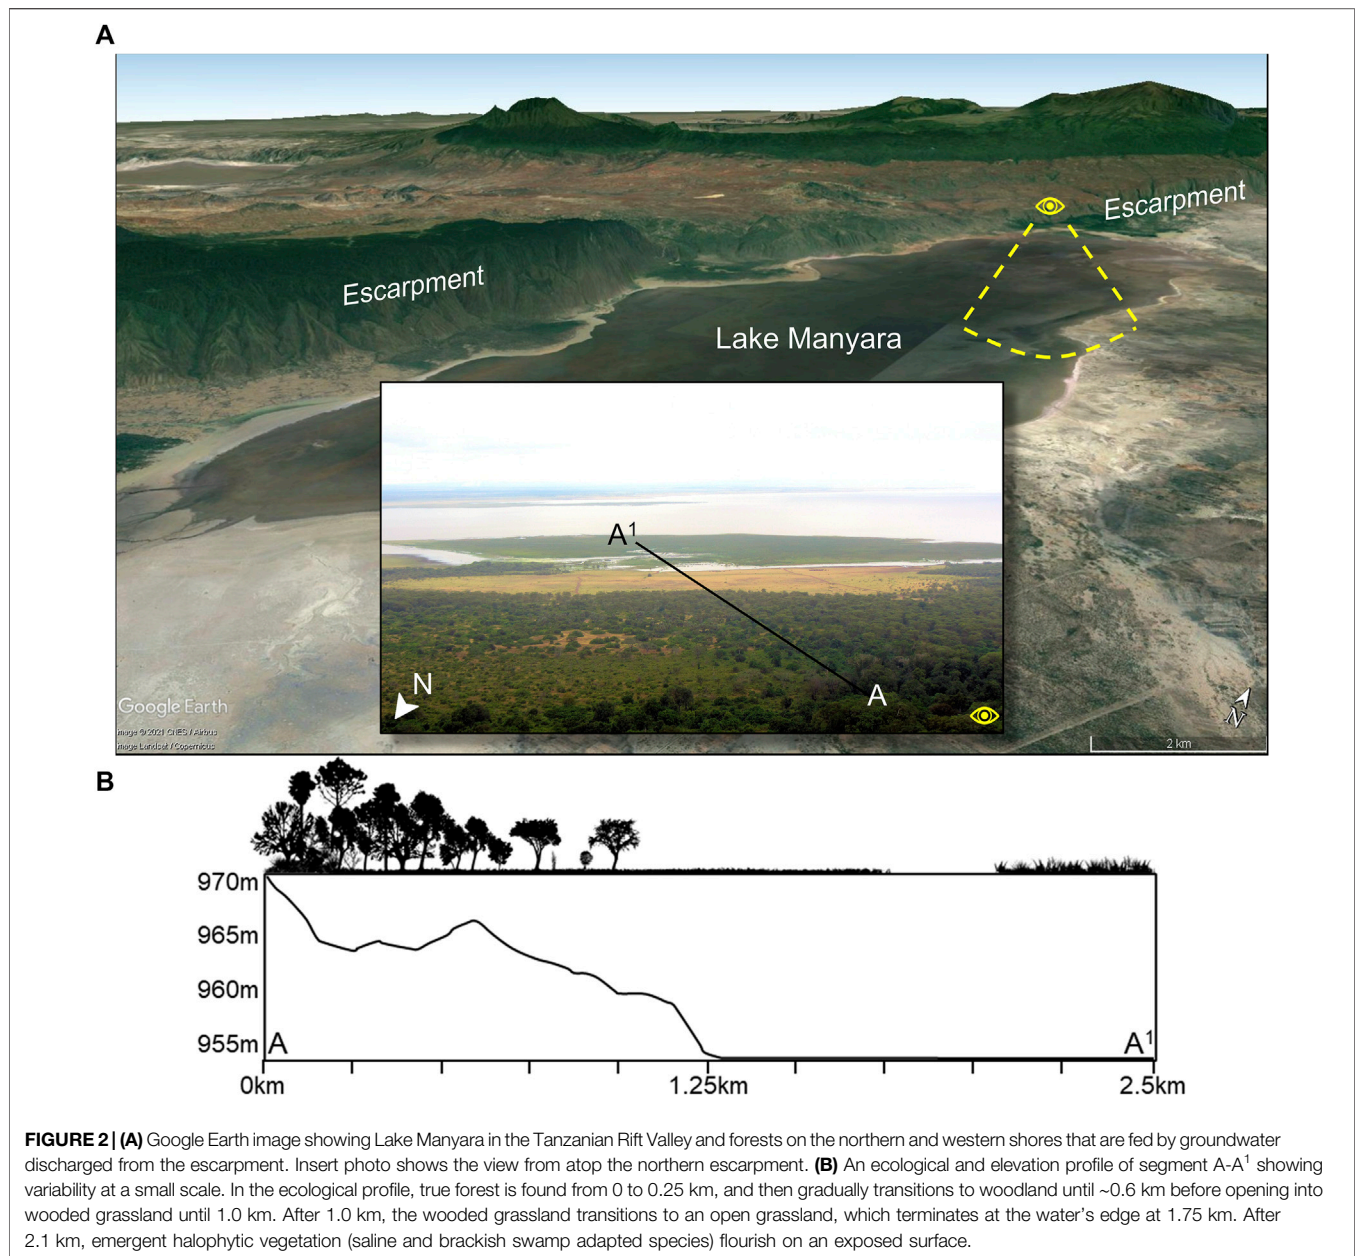 A
Escarpment
Escarpment
Lake Manyara
A¹
A
N
Google Earth
Image © 2021 CNES / Airbus
Image Landsat / Copernicus
N
2 km
B
970m
965m
960m
955m
A
A¹
0km
1.25km
2.5km
FIGURE 2 | (A) Google Earth image showing Lake Manyara in the Tanzanian Rift Valley and forests on the northern and western shores that are fed by groundwater
discharged from the escarpment. Insert photo shows the view from atop the northern escarpment. (B) An ecological and elevation profile of segment A-A¹ showing
variability at a small scale. In the ecological profile, true forest is found from 0 to 0.25 km, and then gradually transitions to woodland until ~0.6 km before opening into
wooded grassland until 1.0 km. After 1.0 km, the wooded grassland transitions to an open grassland, which terminates at the water's edge at 1.75 km. After
2.1 km, emergent halophytic vegetation (saline and brackish swamp adapted species) flourish on an exposed surface.